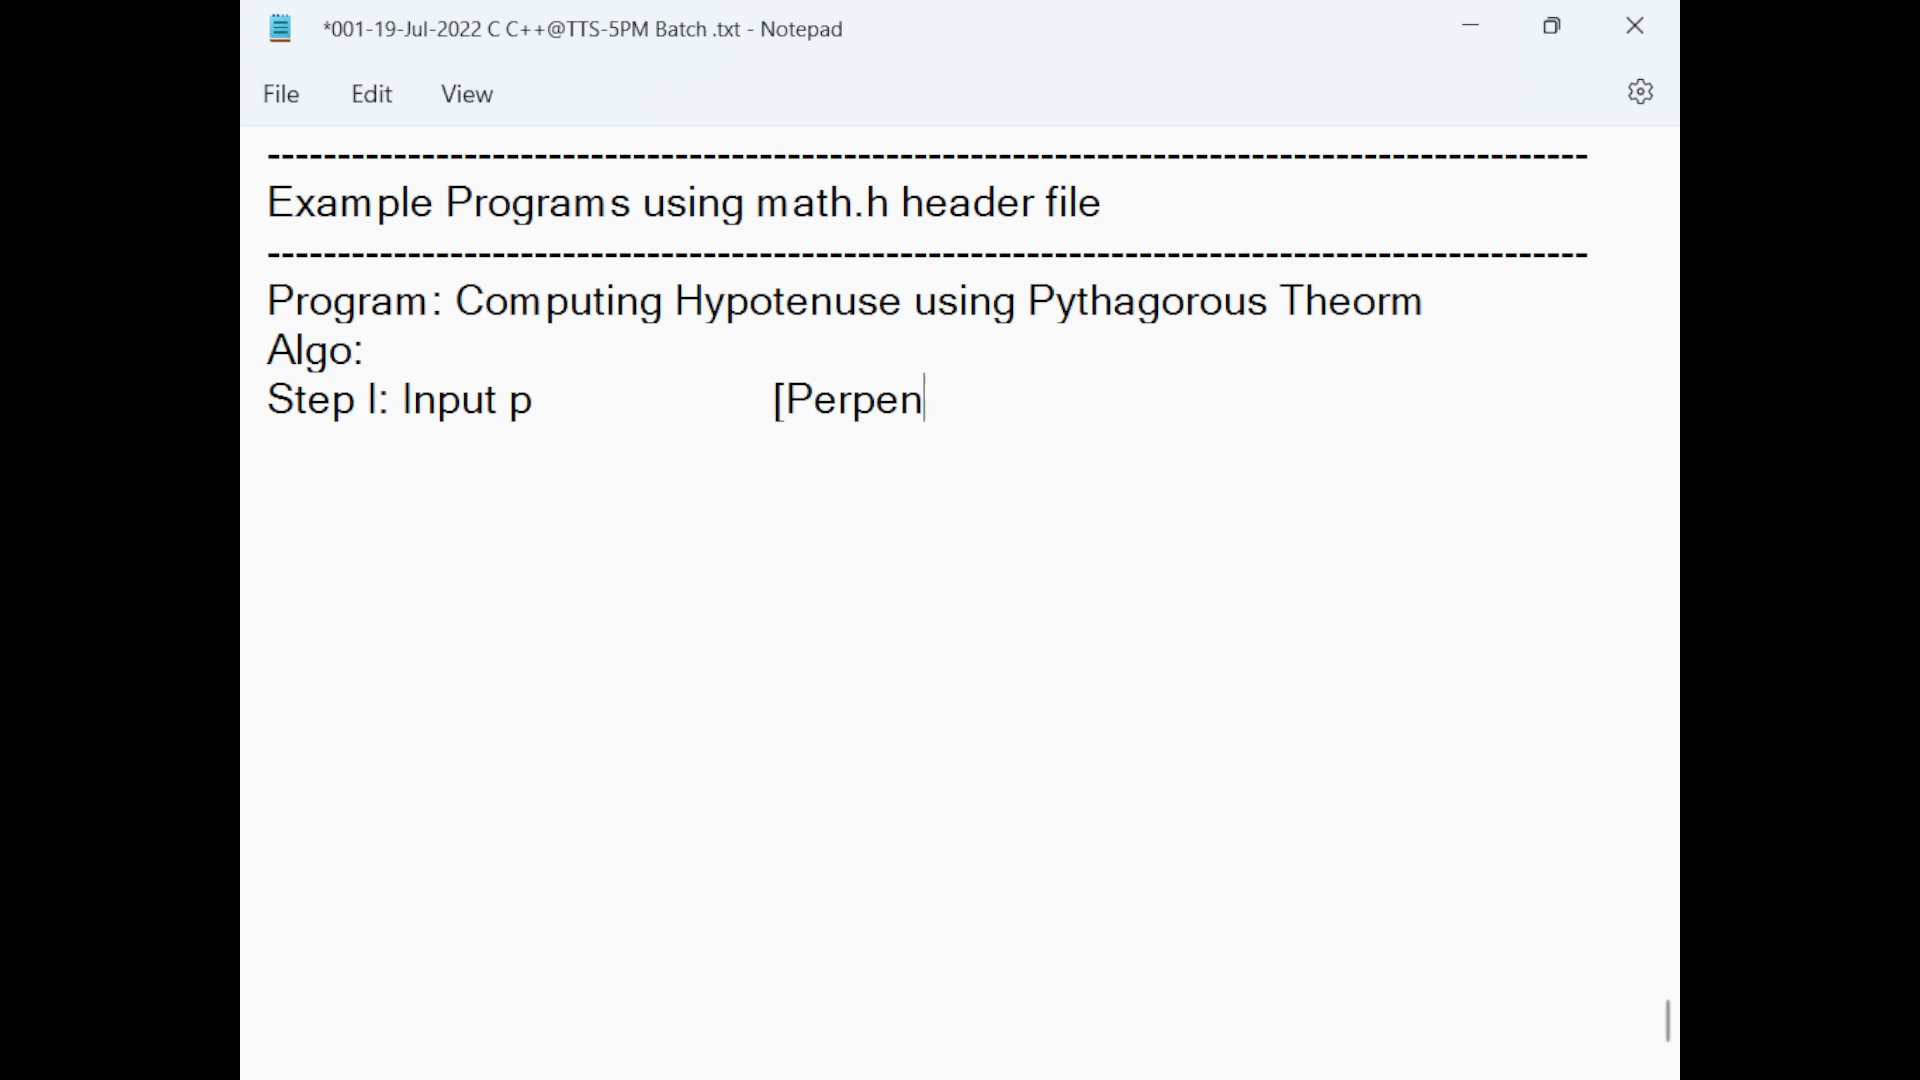 *001-19-Jul-2022 C C++@TTS-5PM Batch .txt - Notepad
File Edit View
-----------------------------------------------------------------------------------------------
Example Programs using math.h header file
-----------------------------------------------------------------------------------------------
Program: Computing Hypotenuse using Pythagorous Theorm
Algo:
Step I: Input p [Perpen